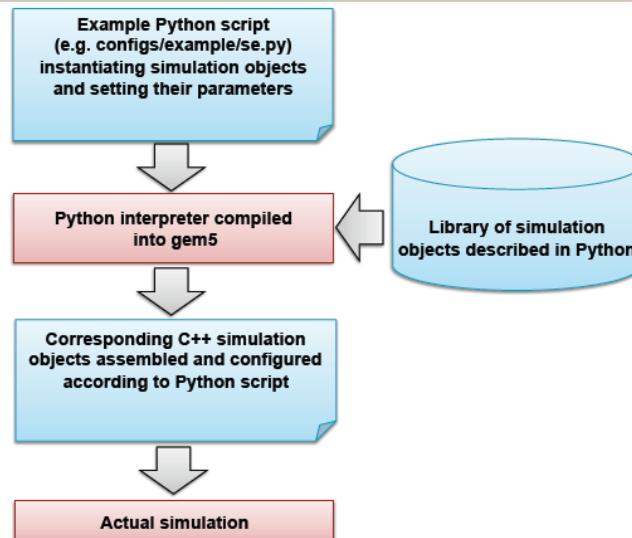 Example Python script
(e.g. configs/example/se.py)
instantiating simulation objects
and setting their parameters
Python interpreter compiled
into gem5
Library of simulation
objects described in Python
Corresponding C++ simulation
objects assembled and configured
according to Python script
Actual simulation